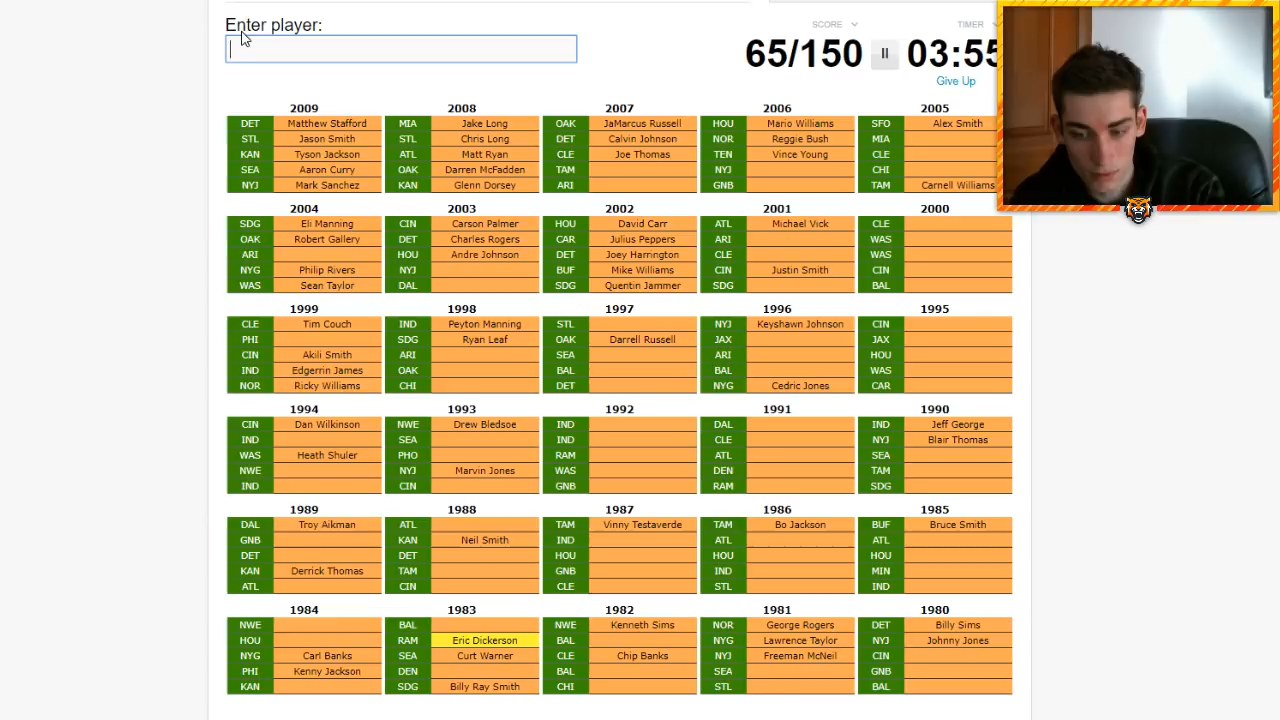 Enter player:
SCORE
TIMER
65/150
03:55
Give Up
2009
DET Matthew Stafford
STL Jason Smith
KAN Tyson Jackson
SEA Aaron Curry
NYJ Mark Sanchez
2008
MIA Jake Long
STL Chris Long
ATL Matt Ryan
OAK Darren McFadden
KAN Glenn Dorsey
2007
OAK JaMarcus Russell
DET Calvin Johnson
CLE Joe Thomas
TAM
ARI
2006
HOU Mario Williams
NOR Reggie Bush
TEN Vince Young
NYJ
GNB
2005
SFO Alex Smith
MIA
CLE
CHI
TAM Carnell Williams
2004
SDG Eli Manning
OAK Robert Gallery
ARI
NYG Philip Rivers
WAS Sean Taylor
2003
CIN Carson Palmer
DET Charles Rogers
HOU Andre Johnson
NYJ
DAL
2002
HOU David Carr
CAR Julius Peppers
DET Joey Harrington
BUF Mike Williams
SDG Quentin Jammer
2001
ATL Michael Vick
ARI
CLE
CIN Justin Smith
SDG
2000
CLE
WAS
WAS
CIN
BAL
1999
CLE Tim Couch
PHI
CIN Akili Smith
IND Edgerrin James
NOR Ricky Williams
1998
IND Peyton Manning
SDG Ryan Leaf
ARI
OAK
CHI
1997
STL
OAK Darrell Russell
SEA
BAL
DET
1996
NYJ Keyshawn Johnson
JAX
ARI
BAL
NYG Cedric Jones
1995
CIN
JAX
HOU
WAS
CAR
1994
CIN Dan Wilkinson
IND
WAS Heath Shuler
NWE
IND
1993
NWE Drew Bledsoe
SEA
PHO
NYJ Marvin Jones
CIN
1992
IND
IND
RAM
WAS
GNB
1991
DAL
CLE
ATL
DEN
RAM
1990
IND Jeff George
NYJ Blair Thomas
SEA
TAM
SDG
1989
DAL Troy Aikman
GNB
DET
KAN Derrick Thomas
ATL
1988
ATL
KAN Neil Smith
DET
TAM
CIN
1987
TAM Vinny Testaverde
IND
HOU
GNB
CLE
1986
TAM Bo Jackson
ATL
HOU
IND
STL
1985
BUF Bruce Smith
ATL
HOU
MIN
IND
1984
NWE
HOU
NYG Carl Banks
PHI Kenny Jackson
KAN
1983
BAL
RAM Eric Dickerson
SEA Curt Warner
DEN
SDG Billy Ray Smith
1982
NWE Kenneth Sims
BAL
CLE Chip Banks
BAL
CHI
1981
NOR George Rogers
NYG Lawrence Taylor
NYJ Freeman McNeil
SEA
STL
1980
DET Billy Sims
NYJ Johnny Jones
CIN
GNB
BAL